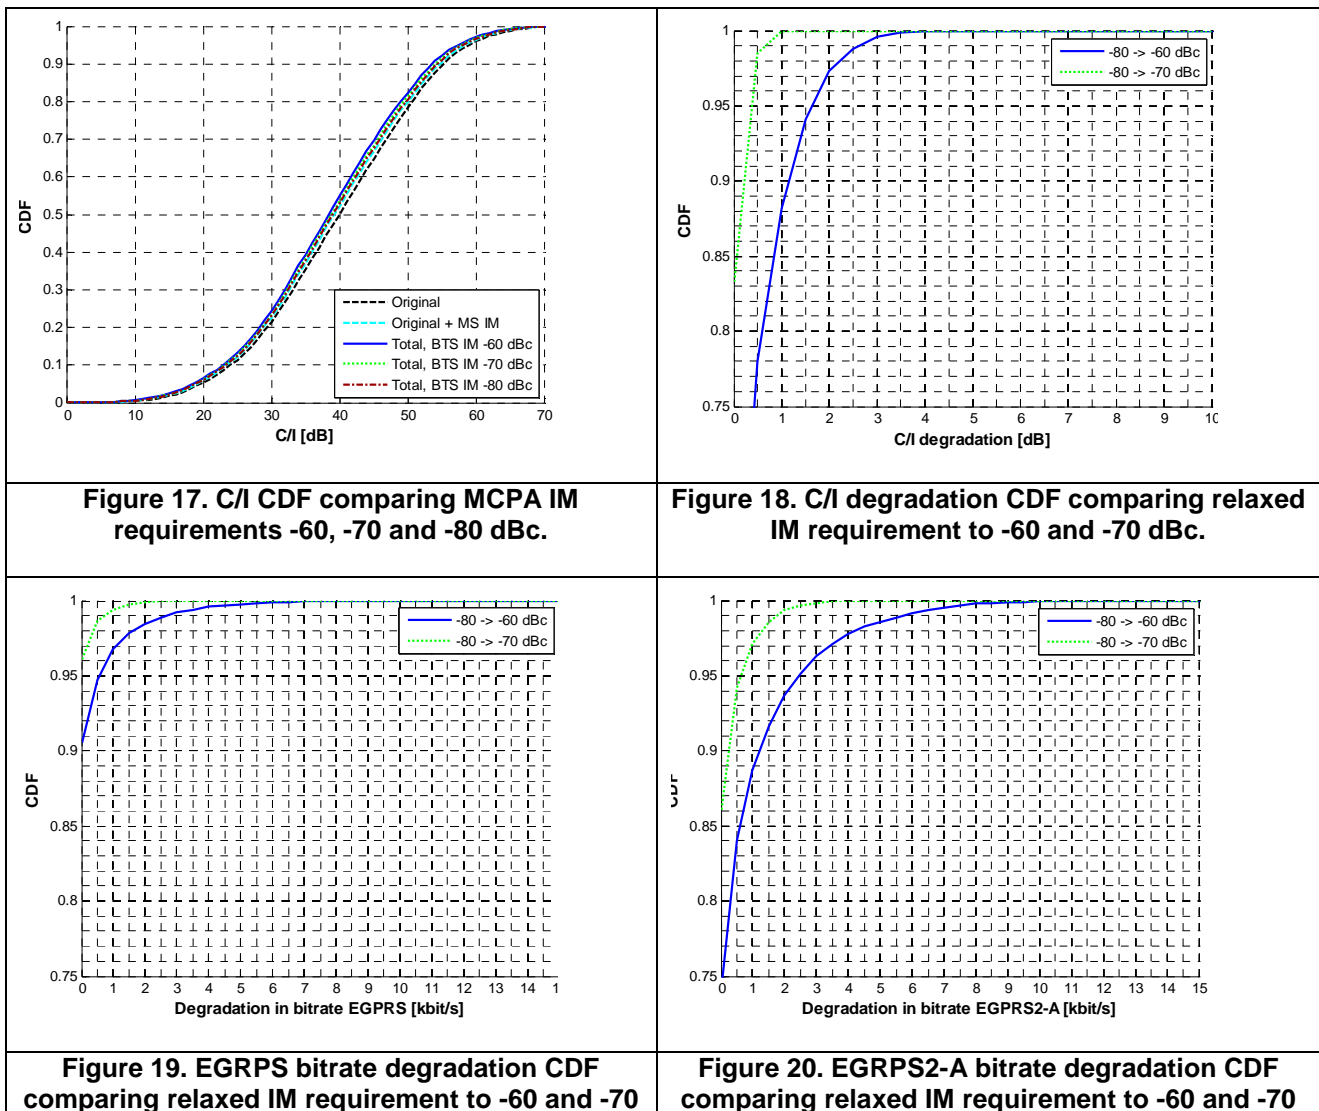 1
0.9
0.8
0.7
0.6
0.5
0.4
0.3
0.2
0.1
0
0 10 20 30 40 50 60 70
CDF
C/I [dB]
Original
Original + MS IM
Total, BTS IM -60 dBc
Total, BTS IM -70 dBc
Total, BTS IM -80 dBc
Figure 17. C/I CDF comparing MCPA IM
requirements -60, -70 and -80 dBc.
1
0.95
0.9
0.85
0.8
0.75
0 1 2 3 4 5 6 7 8 9 10
CDF
C/I degradation [dB]
-80 -> -60 dBc
-80 -> -70 dBc
Figure 18. C/I degradation CDF comparing relaxed
IM requirement to -60 and -70 dBc.
1
0.95
0.9
0.85
0.8
0.75
0 1 2 3 4 5 6 7 8 9 10 11 12 13 14 1
CDF
Degradation in bitrate EGPRS [kbit/s]
-80 -> -60 dBc
-80 -> -70 dBc
Figure 19. EGRPS bitrate degradation CDF
comparing relaxed IM requirement to -60 and -70
1
0.95
0.9
0.85
0.8
0.75
0 1 2 3 4 5 6 7 8 9 10 11 12 13 14 15
CDF
Degradation in bitrate EGPRS2-A [kbit/s]
-80 -> -60 dBc
-80 -> -70 dBc
Figure 20. EGRPS2-A bitrate degradation CDF
comparing relaxed IM requirement to -60 and -70